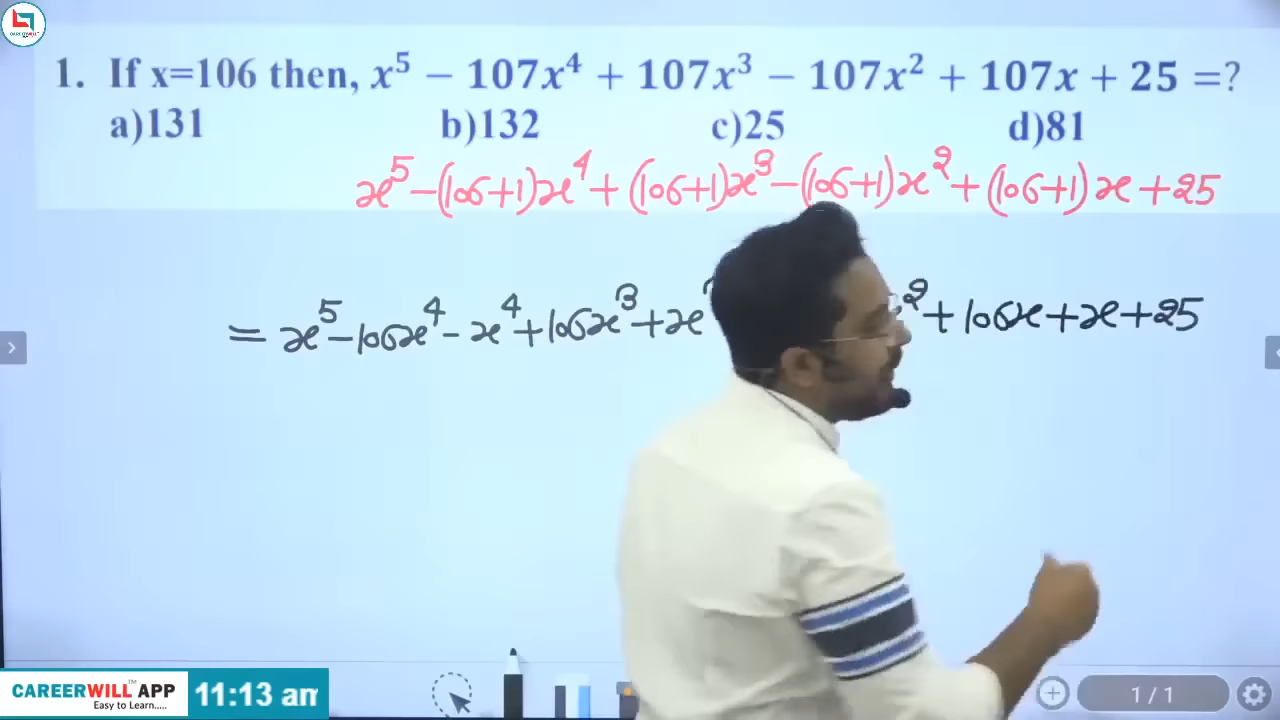 CAREERWILL
1. If x=106 then, x⁵ − 107x⁴ + 107x³ − 107x² + 107x + 25 =?
a)131 b)132 c)25 d)81
x⁵ − (106+1)x⁴ + (106+1)x³ − (106+1)x² + (106+1)x + 25
= x⁵ − 106x⁴ − x⁴ + 106x³ + x ² + 106x + x + 25
CAREERWILL™ APP
Easy to Learn.....
11:13 am
1 / 1